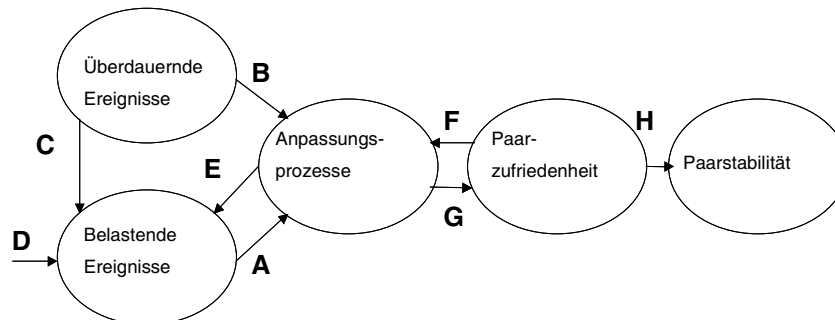 Überdauernde
Ereignisse
B
C
Anpassungs-
prozesse
F
Paar-
zufriedenheit
H
Paarstabilität
E
G
D
Belastende
Ereignisse
A